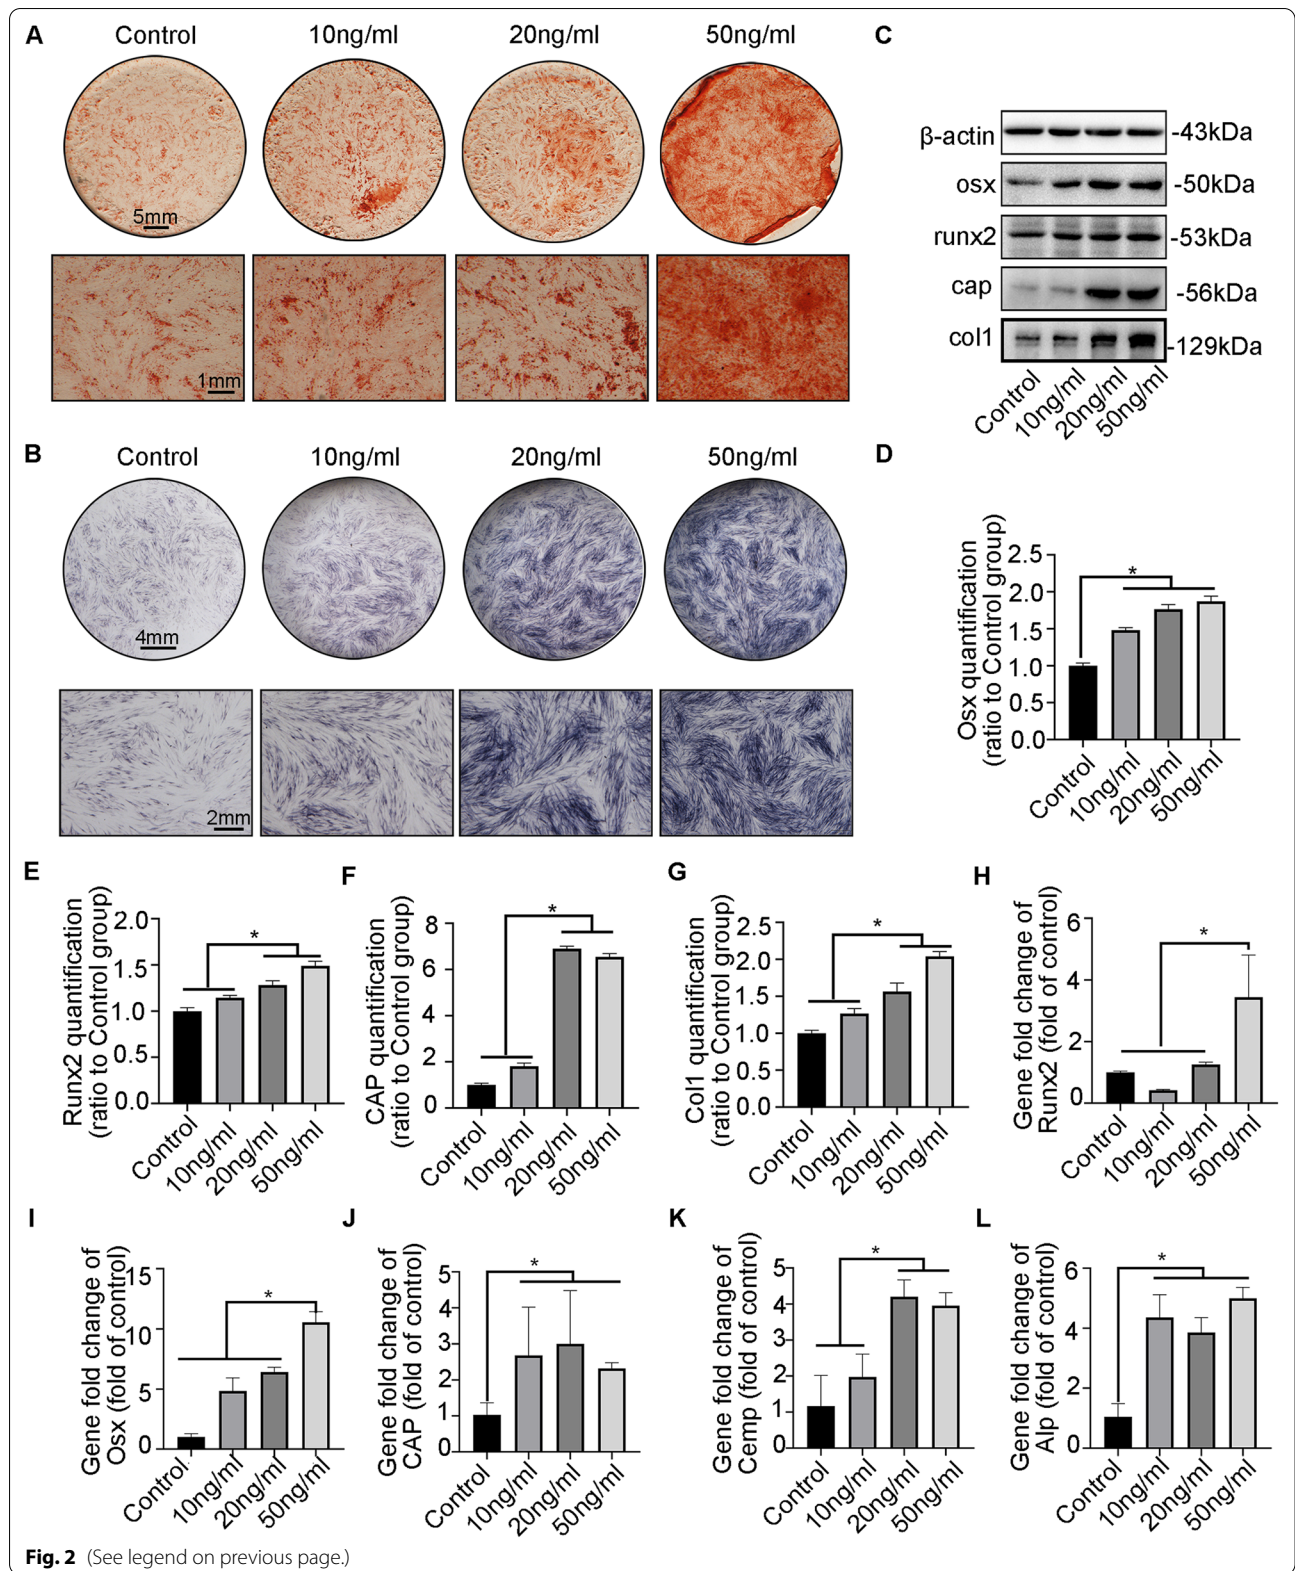 A
Control
10ng/ml
20ng/ml
50ng/ml
5mm
1mm
B
Control
10ng/ml
20ng/ml
50ng/ml
4mm
2mm
C
β-actin
-43kDa
osx
-50kDa
runx2
-53kDa
cap
-56kDa
col1
-129kDa
Control
10ng/ml
20ng/ml
50ng/ml
D
Osx quantification
(ratio to Control group)
2.5
2.0
1.5
1.0
0.5
0.0
*
Control
10ng/ml
20ng/ml
50ng/ml
E
Runx2 quantification
(ratio to Control group)
2.0
1.5
1.0
0.5
0.0
*
Control
10ng/ml
20ng/ml
50ng/ml
F
CAP quantification
(ratio to Control group)
8
6
4
2
0
*
Control
10ng/ml
20ng/ml
50ng/ml
G
Col1 quantification
(ratio to Control group)
2.5
2.0
1.5
1.0
0.5
0.0
*
Control
10ng/ml
20ng/ml
50ng/ml
H
Gene fold change of
Runx2 (fold of control)
6
4
2
0
*
Control
10ng/ml
20ng/ml
50ng/ml
I
Gene fold change of
Osx (fold of control)
15
10
5
0
*
Control
10ng/ml
20ng/ml
50ng/ml
J
Gene fold change of
CAP (fold of control)
5
4
3
2
1
0
*
Control
10ng/ml
20ng/ml
50ng/ml
K
Gene fold change of
Cemp (fold of control)
5
4
3
2
1
0
*
Control
10ng/ml
20ng/ml
50ng/ml
L
Gene fold change of
Alp (fold of control)
6
4
2
0
*
Control
10ng/ml
20ng/ml
50ng/ml
Fig. 2 (See legend on previous page.)